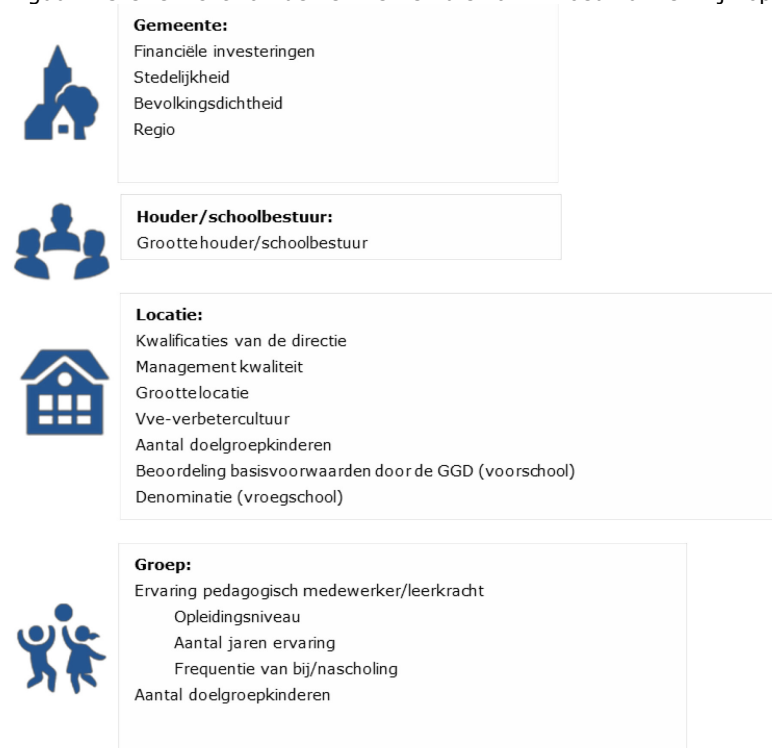 Gemeente:
Financiële investeringen
Stedelijkheid
Bevolkingsdichtheid
Regio
Houder/schoolbestuur:
Grootte houder/schoolbestuur
Locatie:
Kwalificaties van de directie
Management kwaliteit
Grootte locatie
Vve-verbetercultuur
Aantal doelgroepkinderen
Beoordeling basisvoorwaarden door de GGD (voorschool)
Denominatie (vroegschool)
Groep:
Ervaring pedagogisch medewerker/leerkracht
Opleidingsniveau
Aantal jaren ervaring
Frequentie van bij/nascholing
Aantal doelgroepkinderen